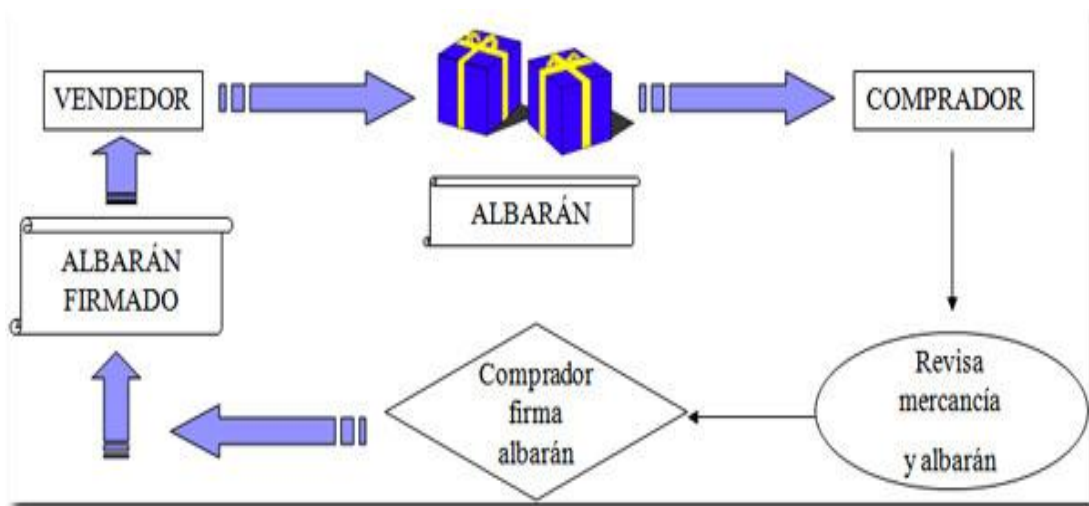 VENDEDOR
COMPRADOR
ALBARÁN
ALBARÁN
FIRMADO
Comprador
firma
albarán
Revisa
mercancía
y albarán